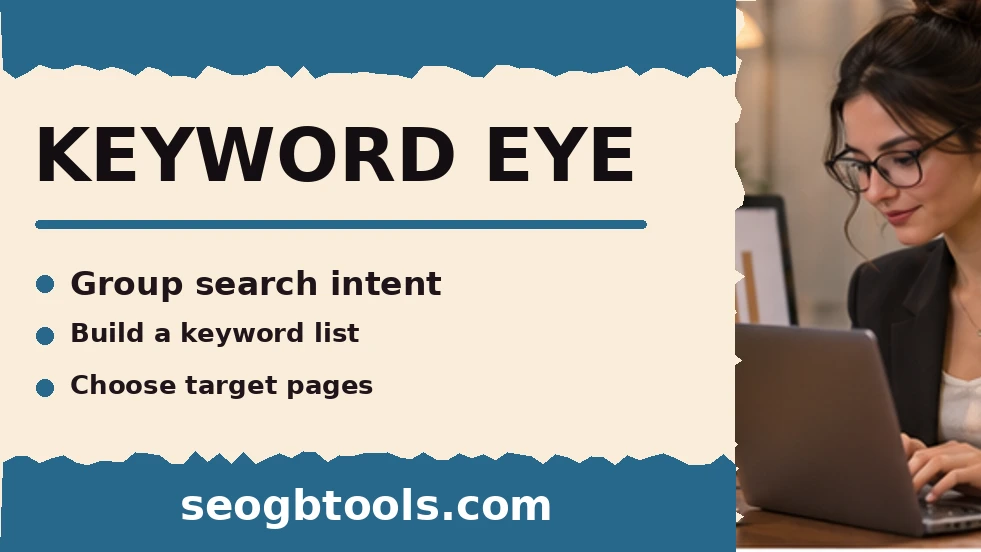 KEYWORD EYE
Group search intent
Build a keyword list
Choose target pages
seogbtools.com